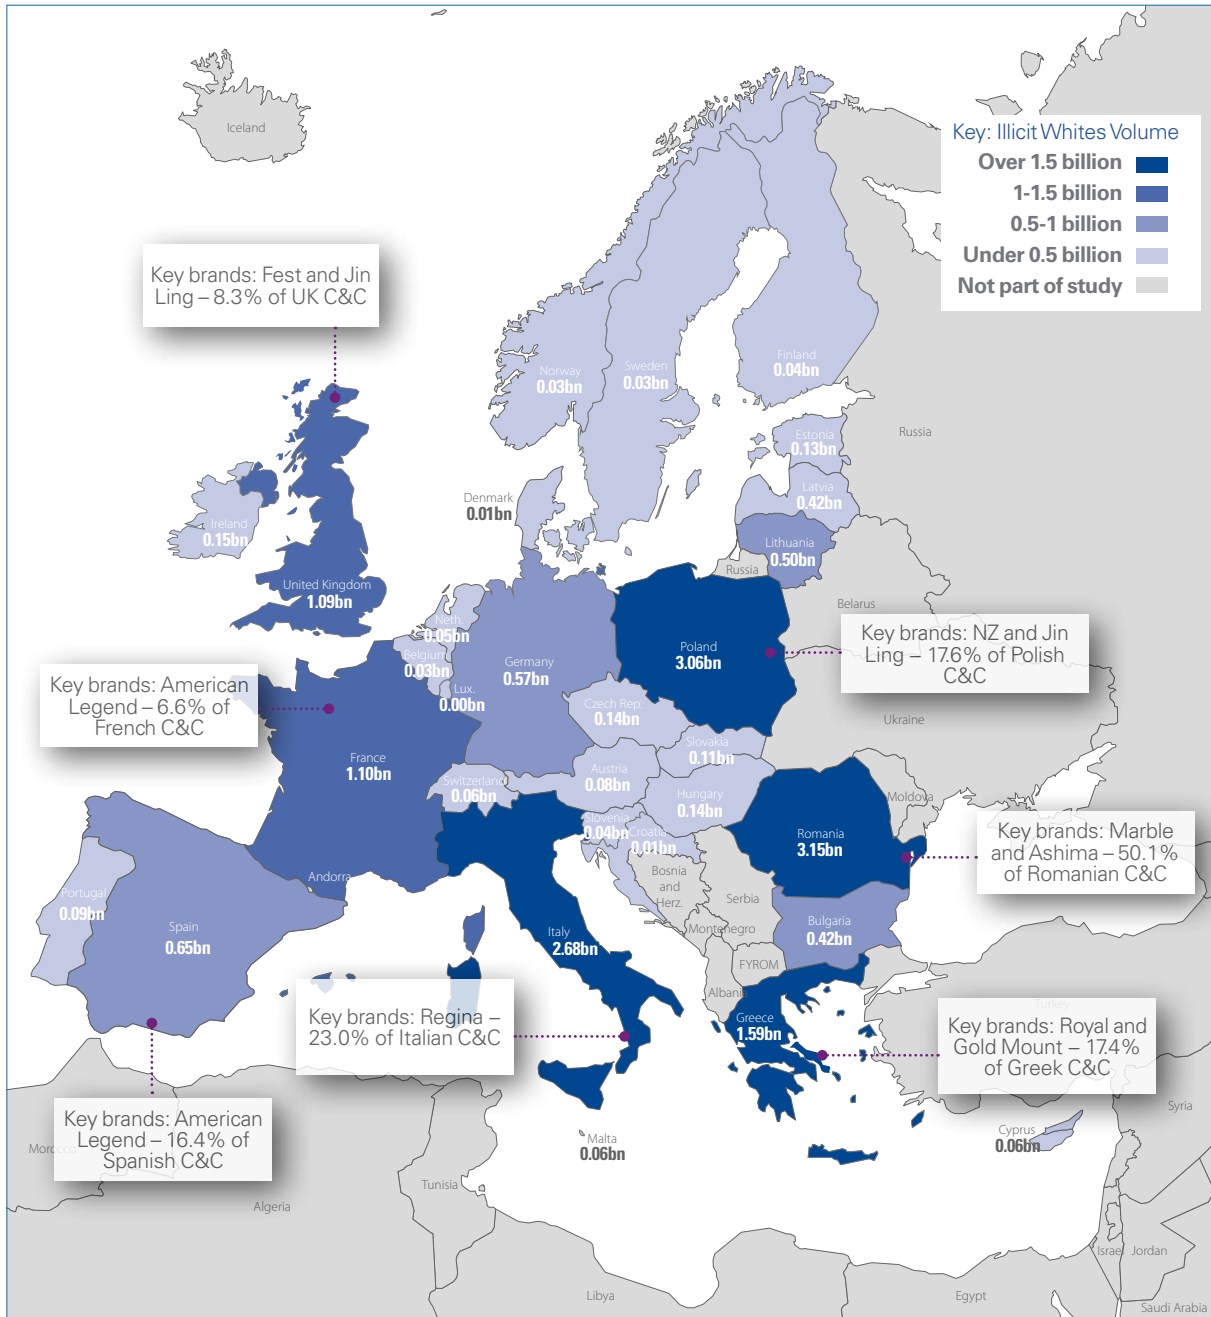 Iceland
Key: Illicit Whites Volume
Over 1.5 billion
1-1.5 billion
0.5-1 billion
Under 0.5 billion
Not part of study
Key brands: Fest and Jin
Ling – 8.3% of UK C&C
Norway
0.03bn
Sweden
0.03bn
Finland
0.04bn
Russia
Estonia
0.13bn
Latvia
0.42bn
Denmark
0.01bn
Ireland
0.15bn
Lithuania
0.50bn
Russia
United Kingdom
1.09bn
Belarus
Neth.
0.05bn
Belgium
0.03bn
Lux.
0.00bn
Germany
0.57bn
Poland
3.06bn
Key brands: NZ and Jin
Ling – 17.6% of Polish
C&C
Key brands: American
Legend – 6.6% of
French C&C
Czech Rep.
0.14bn
Ukraine
Slovakia
0.11bn
France
1.10bn
Switzerland
0.06bn
Austria
0.08bn
Hungary
0.14bn
Moldova
Slovenia
0.04bn
Croatia
0.01bn
Romania
3.15bn
Key brands: Marble
and Ashima – 50.1%
of Romanian C&C
Andorra
Bosnia
and
Herz.
Serbia
Portugal
0.09bn
Spain
0.65bn
Italy
2.68bn
Montenegro
Bulgaria
0.42bn
FYROM
Albania
Key brands: Regina –
23.0% of Italian C&C
Greece
1.59bn
Turkey
Key brands: Royal and
Gold Mount – 17.4%
of Greek C&C
Key brands: American
Legend – 16.4% of
Spanish C&C
Morocco
Malta
0.06bn
Cyprus
0.06bn
Syria
Tunisia
Algeria
Israel
Jordan
Libya
Egypt
Saudi Arabia